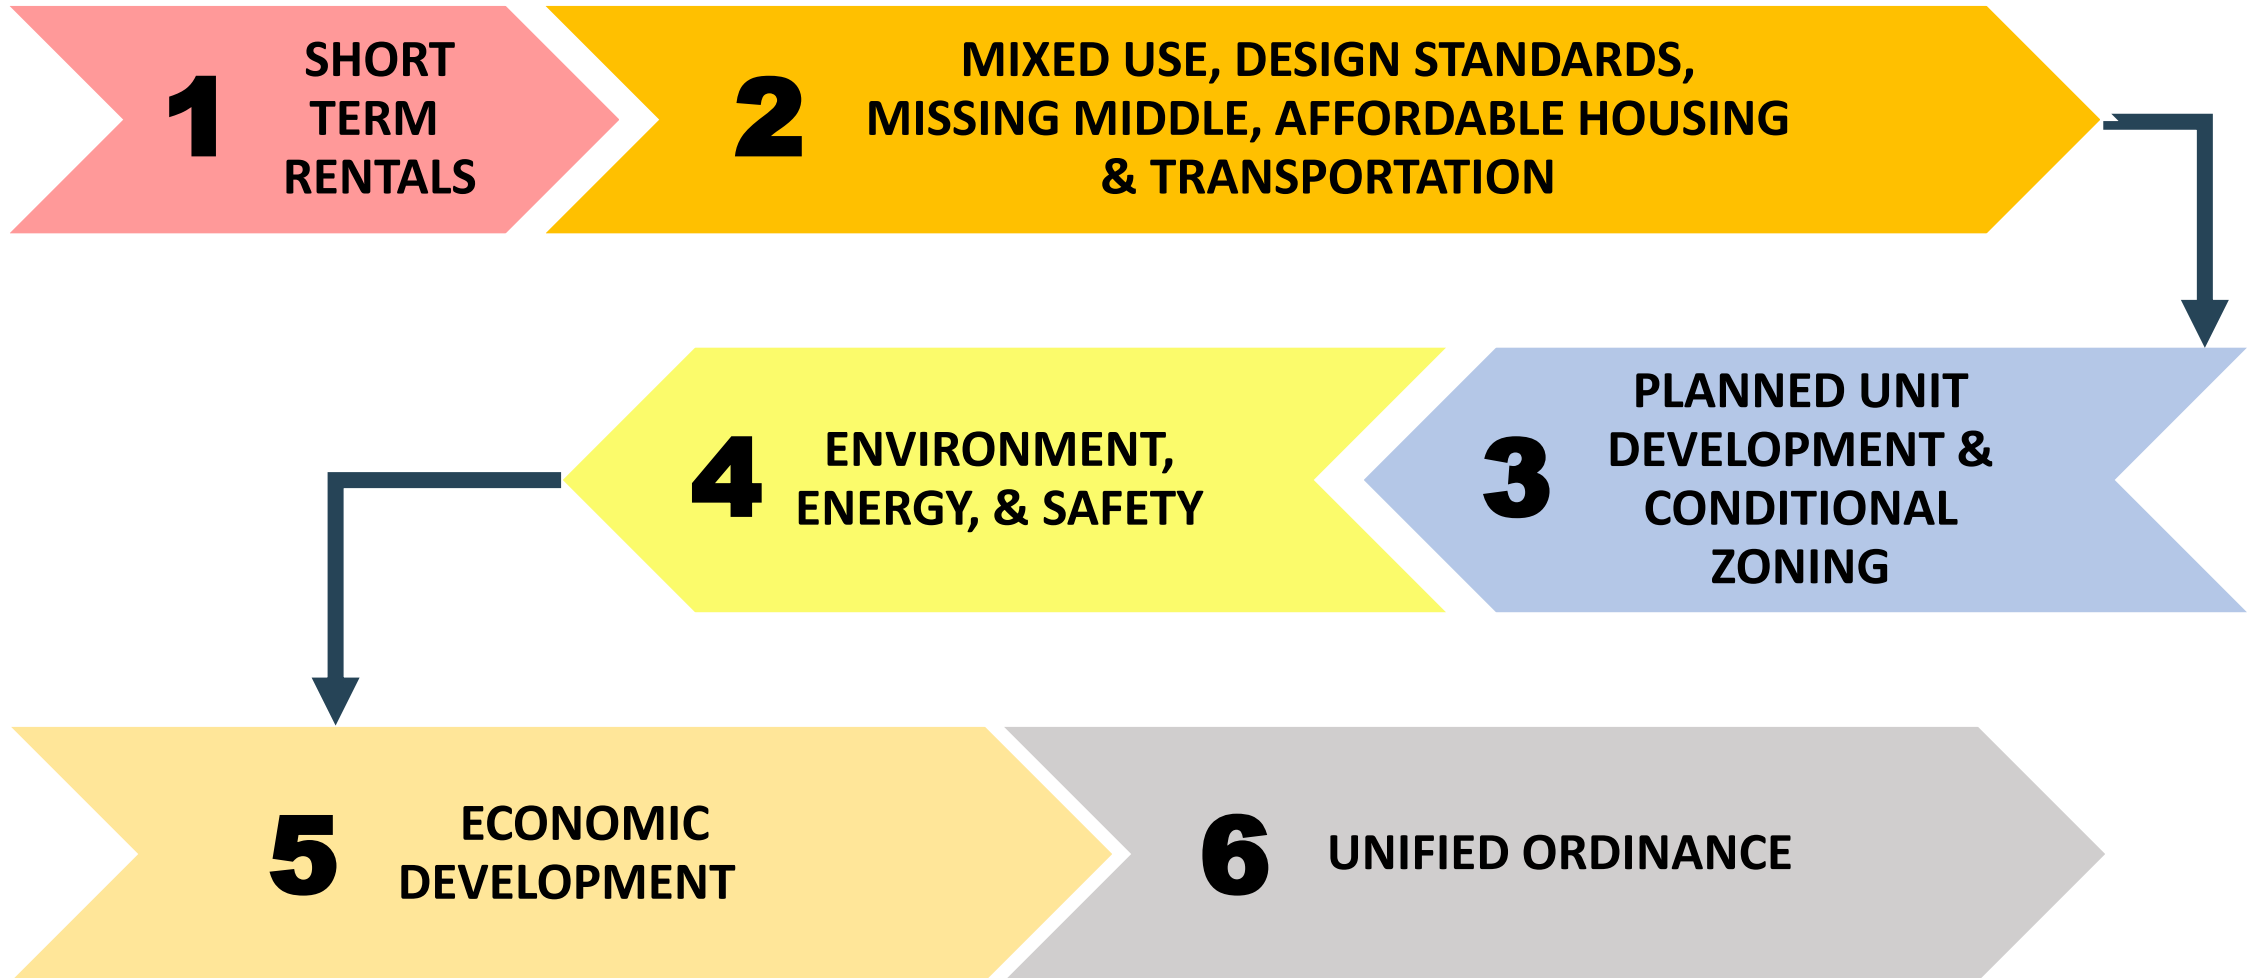 1
SHORT
TERM
RENTALS
2
MIXED USE, DESIGN STANDARDS,
MISSING MIDDLE, AFFORDABLE HOUSING
& TRANSPORTATION
3
PLANNED UNIT
DEVELOPMENT &
CONDITIONAL
ZONING
4
ENVIRONMENT,
ENERGY, & SAFETY
5
ECONOMIC
DEVELOPMENT
6
UNIFIED ORDINANCE